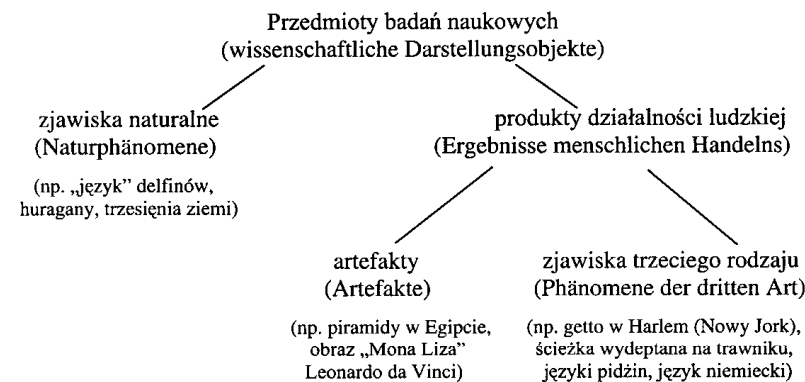 Przedmioty badań naukowych
(wissenschaftliche Darstellungsobjekte)
zjawiska naturalne
(Naturphänomene)
(np. „język” delfinów,
huragany, trzesięnia ziemi)
produkty działalności ludzkiej
(Ergebnisse menschlichen Handelns)
artefakty
(Artefakte)
(np. piramidy w Egipcie,
obraz „Mona Liza”
Leonardo da Vinci)
zjawiska trzeciego rodzaju
(Phänomene der dritten Art)
(np. getto w Harlem (Nowy Jork),
ścieżka wydeptana na trawniku,
języki pidżin, język niemiecki)